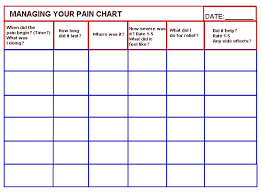 MANAGING YOUR PAIN CHART
DATE:_______
When did the
pain begin? (Time?)
What was
I doing?
How long
did it last?
Where was it?
How severe was
it? Rate 1-5
What did it
feel like?
What did I
do for relief?
Did it help?
Rate 1-5
Any side effects?